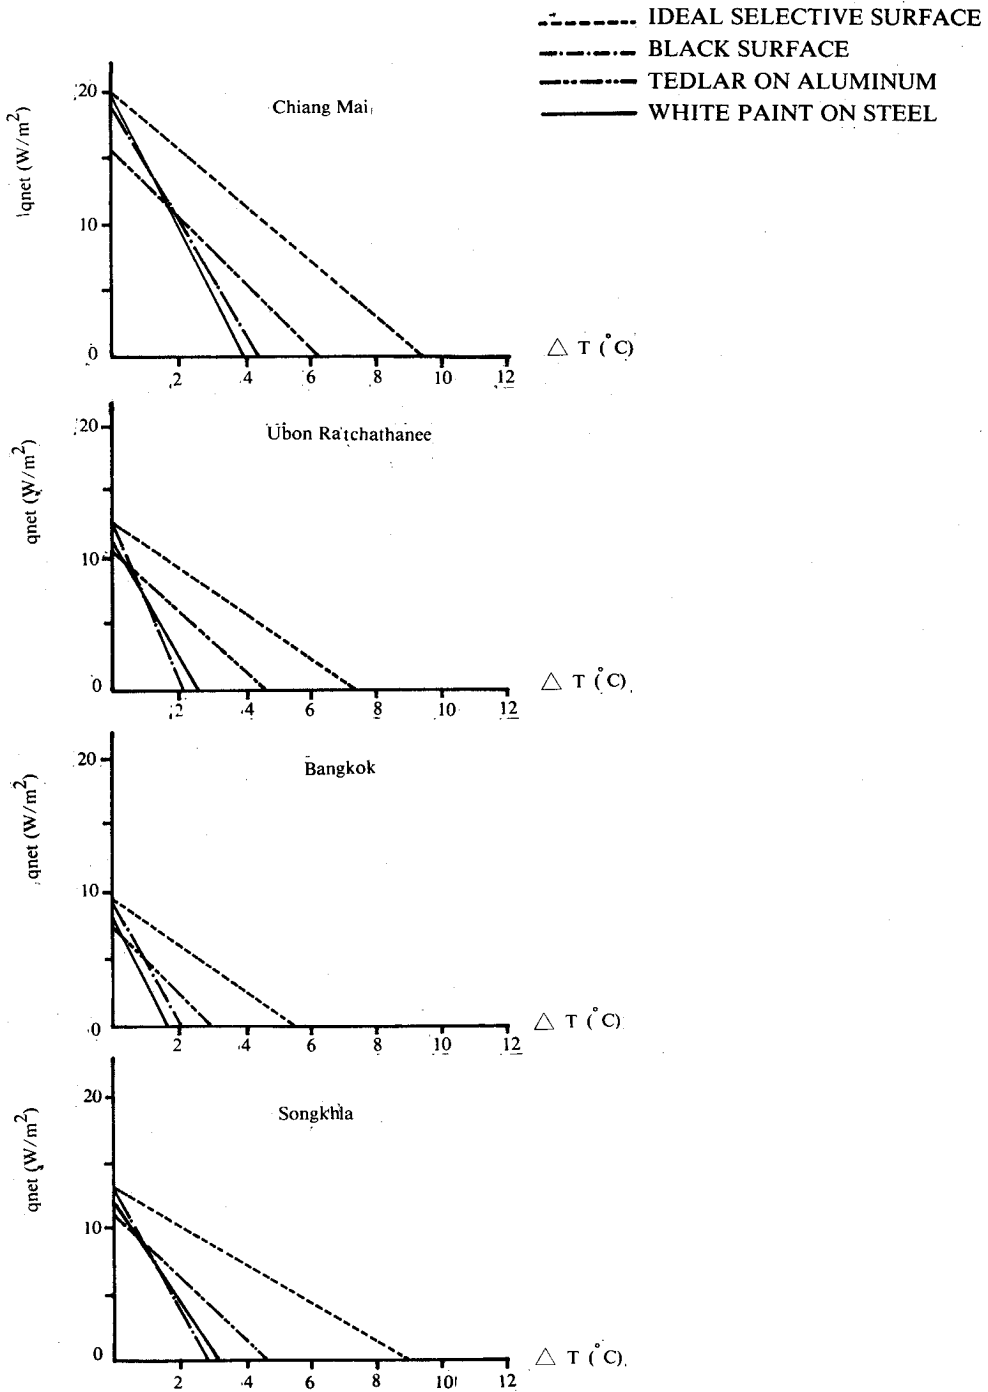 IDEAL SELECTIVE SURFACE
BLACK SURFACE
TEDLAR ON ALUMINUM
WHITE PAINT ON STEEL
Chiang Mai
qnet (W/m²)
20
10
0
2 4 6 8 10 12
△ T (°C)
Ubon Ratchathanee
qnet (W/m²)
20
10
0
2 4 6 8 10 12
△ T (°C)
Bangkok
qnet (W/m²)
20
10
0
2 4 6 8 10 12
△ T (°C)
Songkhla
qnet (W/m²)
20
10
0
2 4 6 8 10 12
△ T (°C)